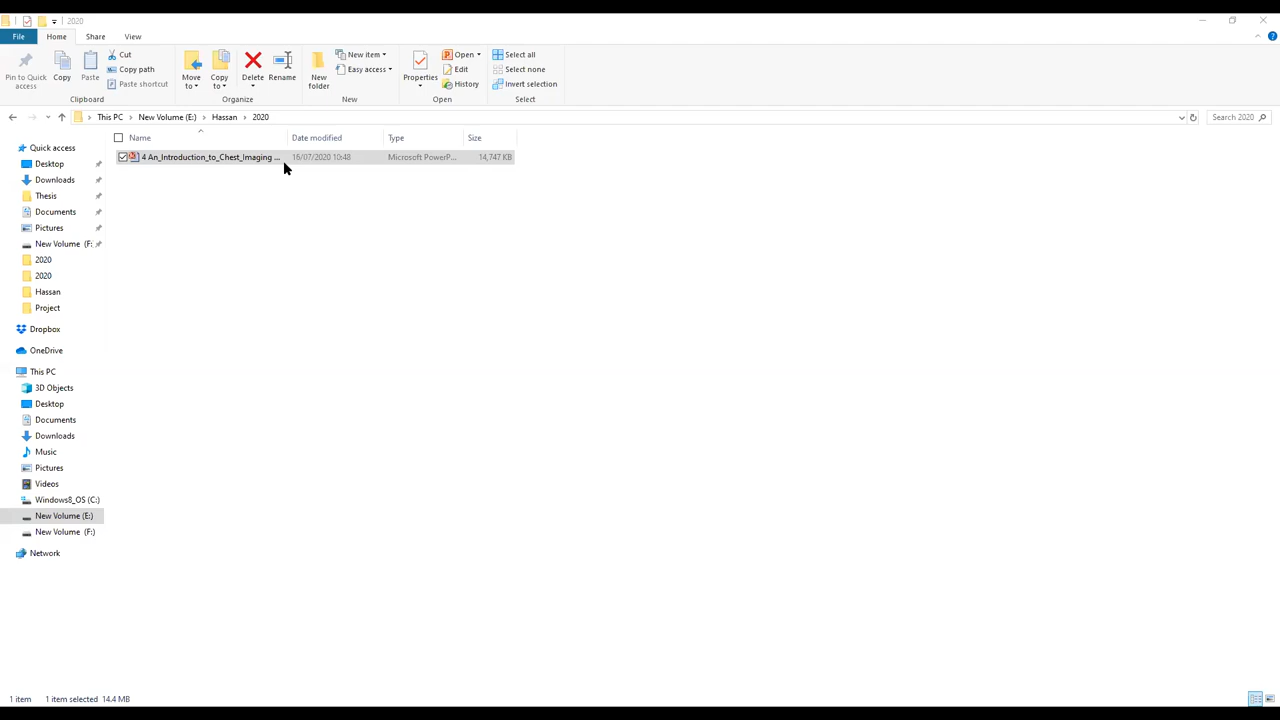 2020
File Home Share View
Pin to Quick access
Copy
Paste
Cut
Copy path
Paste shortcut
Clipboard
Move to
Copy to
Delete
Rename
Organize
New folder
New item
Easy access
New
Properties
Open
Edit
History
Open
Select all
Select none
Invert selection
Select
This PC > New Volume (E:) > Hassan > 2020
Search 2020
Name Date modified Type Size
4 An_Introduction_to_Chest_Imaging ... 16/07/2020 10:48 Microsoft PowerP... 14,747 KB
Quick access
Desktop
Downloads
Thesis
Documents
Pictures
New Volume (F:
2020
2020
Hassan
Project
Dropbox
OneDrive
This PC
3D Objects
Desktop
Documents
Downloads
Music
Pictures
Videos
Windows8_OS (C:)
New Volume (E:)
New Volume (F:)
Network
1 item 1 item selected 14.4 MB